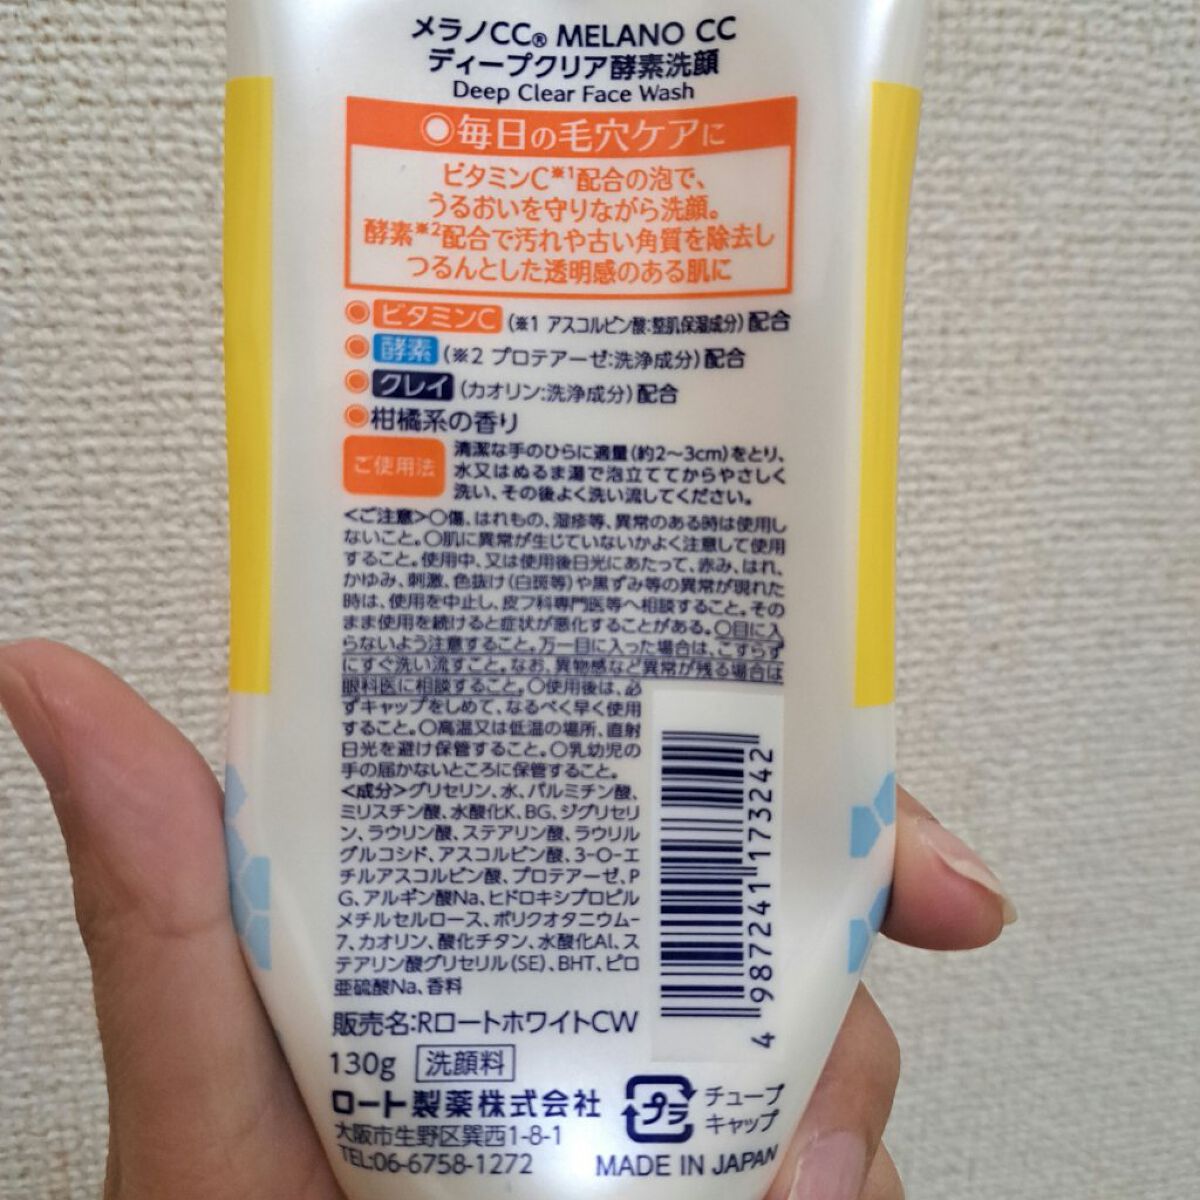 メラノCC® MELANO CC
ディープクリア酵素洗顔
Deep Clear Face Wash
◉毎日の毛穴ケアに
ビタミンC※1配合の泡で、
うるおいを守りながら洗顔。
酵素※2配合で汚れや古い角質を除去し
つるんとした透明感のある肌に
◉ビタミンC(※1 アスコルビン酸:整肌保湿成分)配合
◉酵素(※2 プロテアーゼ:洗浄成分)配合
◉クレイ(カオリン:洗浄成分)配合
◉柑橘系の香り
ご使用法
清潔な手のひらに適量(約2〜3cm)をとり、
水又はぬるま湯で泡立ててからやさしく
洗い、その後よく洗い流してください。
<ご注意>○傷、はれもの、湿疹等、異常のある時は使用し
ないこと。○肌に異常が生じていないかよく注意して使用
すること。使用中、又は使用後日光にあたって、赤み、はれ、
かゆみ、刺激、色抜け(白斑等)や黒ずみ等の異常が現れた
時は、使用を中止し、皮フ科専門医等へ相談すること。その
まま使用を続けると症状が悪化することがある。○目に入
らないよう注意すること。万一目に入った場合は、こすらず
にすぐ洗い流すこと。なお、異物感など異常が残る場合は
眼科医に相談すること。○使用後は、必
ずキャップをしめて、なるべく早く使用
すること。○高温又は低温の場所、直射
日光を避け保管すること。○乳幼児の
手の届かないところに保管すること。
<成分>グリセリン、水、パルミチン酸、
ミリスチン酸、水酸化K、BG、ジグリセリ
ン、ラウリン酸、ステアリン酸、ラウリル
グルコシド、アスコルビン酸、3-O-エ
チルアスコルビン酸、プロテアーゼ、P
G、アルギン酸Na、ヒドロキシプロピル
メチルセルロース、ポリクオタニウム-
7、カオリン、酸化チタン、水酸化Al、ス
テアリン酸グリセリル(SE)、BHT、ピロ
亜硫酸Na、香料
4 987241 173242
販売名:RロートホワイトCW
130g 洗顔料
ロート製薬株式会社
大阪市生野区巽西1-8-1
TEL:06-6758-1272
プラ
チューブ
キャップ
MADE IN JAPAN